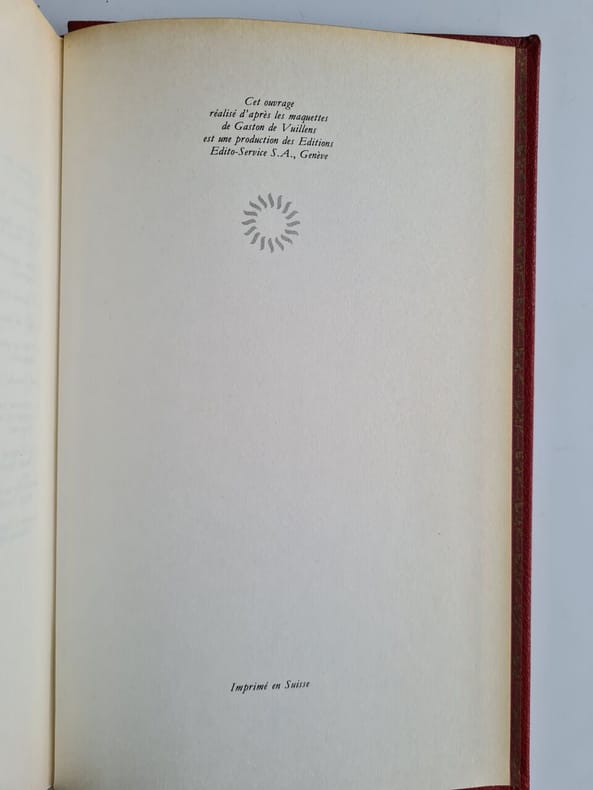 Cet ouvrage
réalisé d'après les maquettes
de Gaston de Vuillens
est une production des Editions
Edito-Service S.A., Genève
Imprimé en Suisse